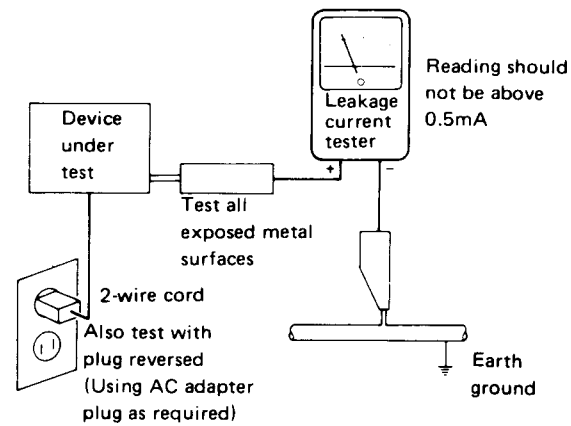 Device
under
test
Leakage
current
tester
+ −
Reading should
not be above
0.5mA
Test all
exposed metal
surfaces
2-wire cord
Also test with
plug reversed
(Using AC adapter
plug as required)
Earth
ground